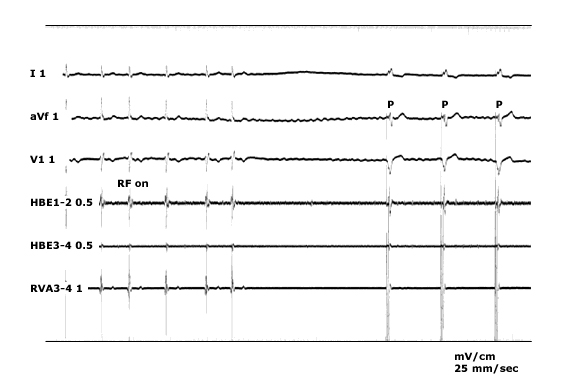 I 1
P P P
aVf 1
V1 1
RF on
HBE1-2 0.5
HBE3-4 0.5
RVA3-4 1
mV/cm
25 mm/sec